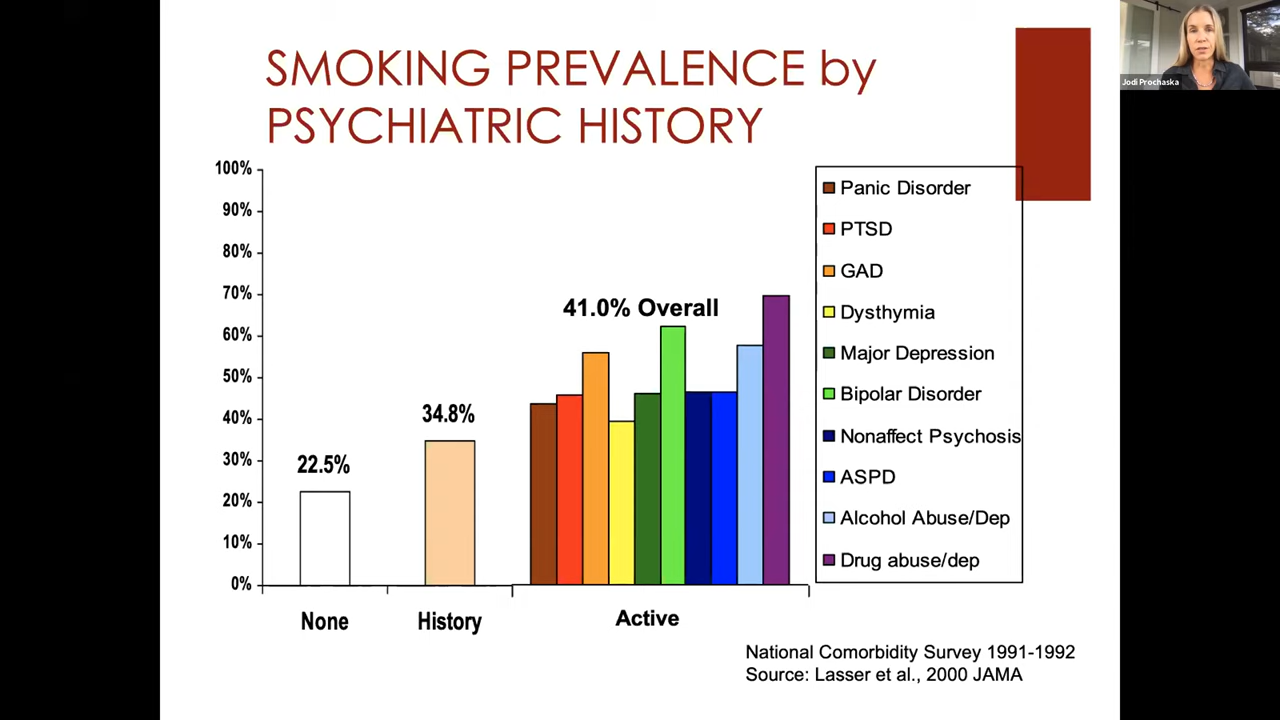 SMOKING PREVALENCE by
PSYCHIATRIC HISTORY
Jodi Prochaska
100%
90%
80%
70%
60%
50%
40%
30%
20%
10%
0%
22.5%
34.8%
41.0% Overall
None
History
Active
Panic Disorder
PTSD
GAD
Dysthymia
Major Depression
Bipolar Disorder
Nonaffect Psychosis
ASPD
Alcohol Abuse/Dep
Drug abuse/dep
National Comorbidity Survey 1991-1992
Source: Lasser et al., 2000 JAMA